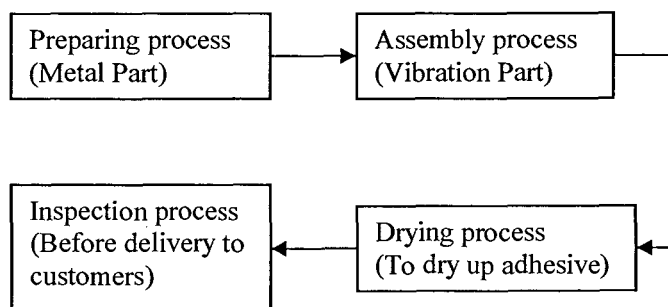 Preparing process
(Metal Part)
Assembly process
(Vibration Part)
Drying process
(To dry up adhesive)
Inspection process
(Before delivery to
customers)